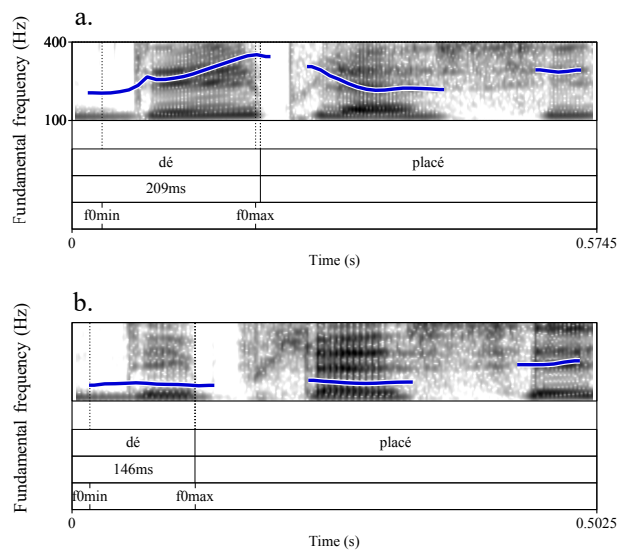 a.
Fundamental frequency (Hz)
400
100
dé placé
209ms
f0min f0max
0 0.5745
Time (s)
b.
Fundamental frequency (Hz)
dé placé
146ms
f0min f0max
0 0.5025
Time (s)